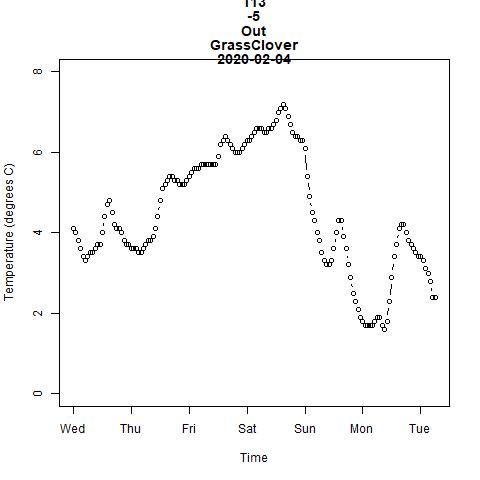 T13
-5
Out
GrassClover
2020-02-04
Temperature (degrees C)
8
6
4
2
0
Wed Thu Fri Sat Sun Mon Tue
Time